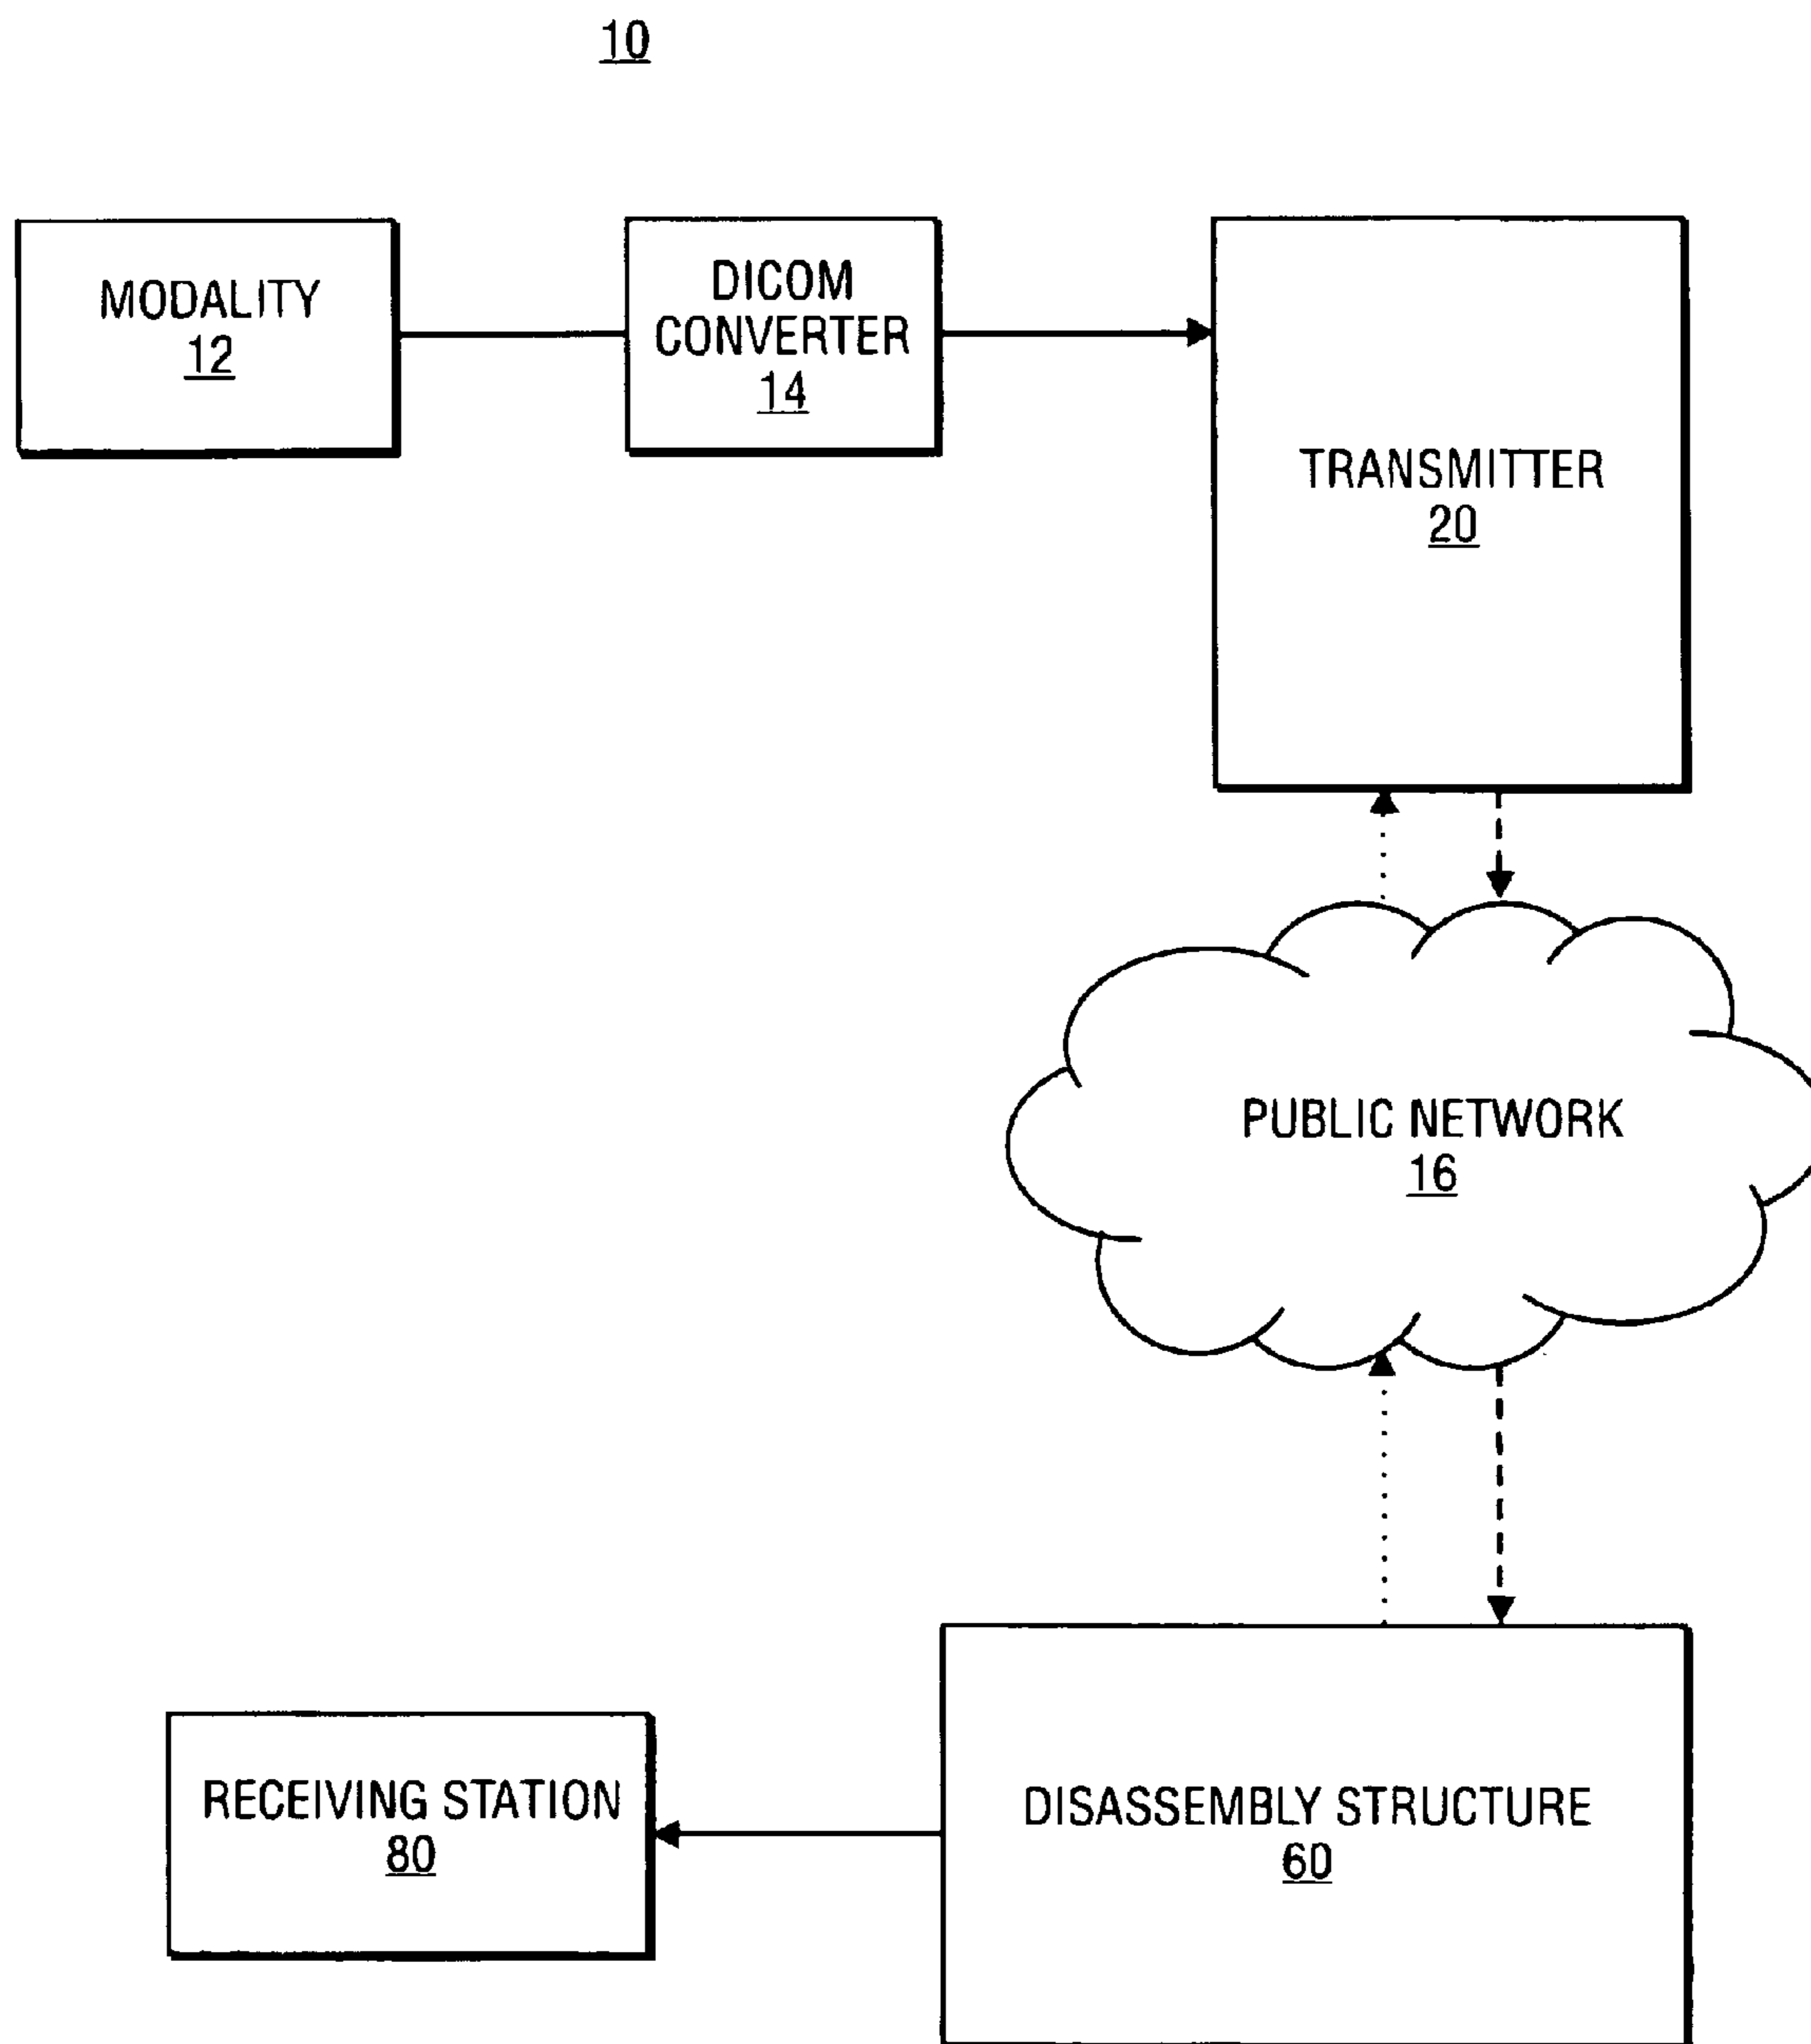 10
MODALITY
12
DICOM
CONVERTER
14
TRANSMITTER
20
PUBLIC NETWORK
16
RECEIVING STATION
80
DISASSEMBLY STRUCTURE
60